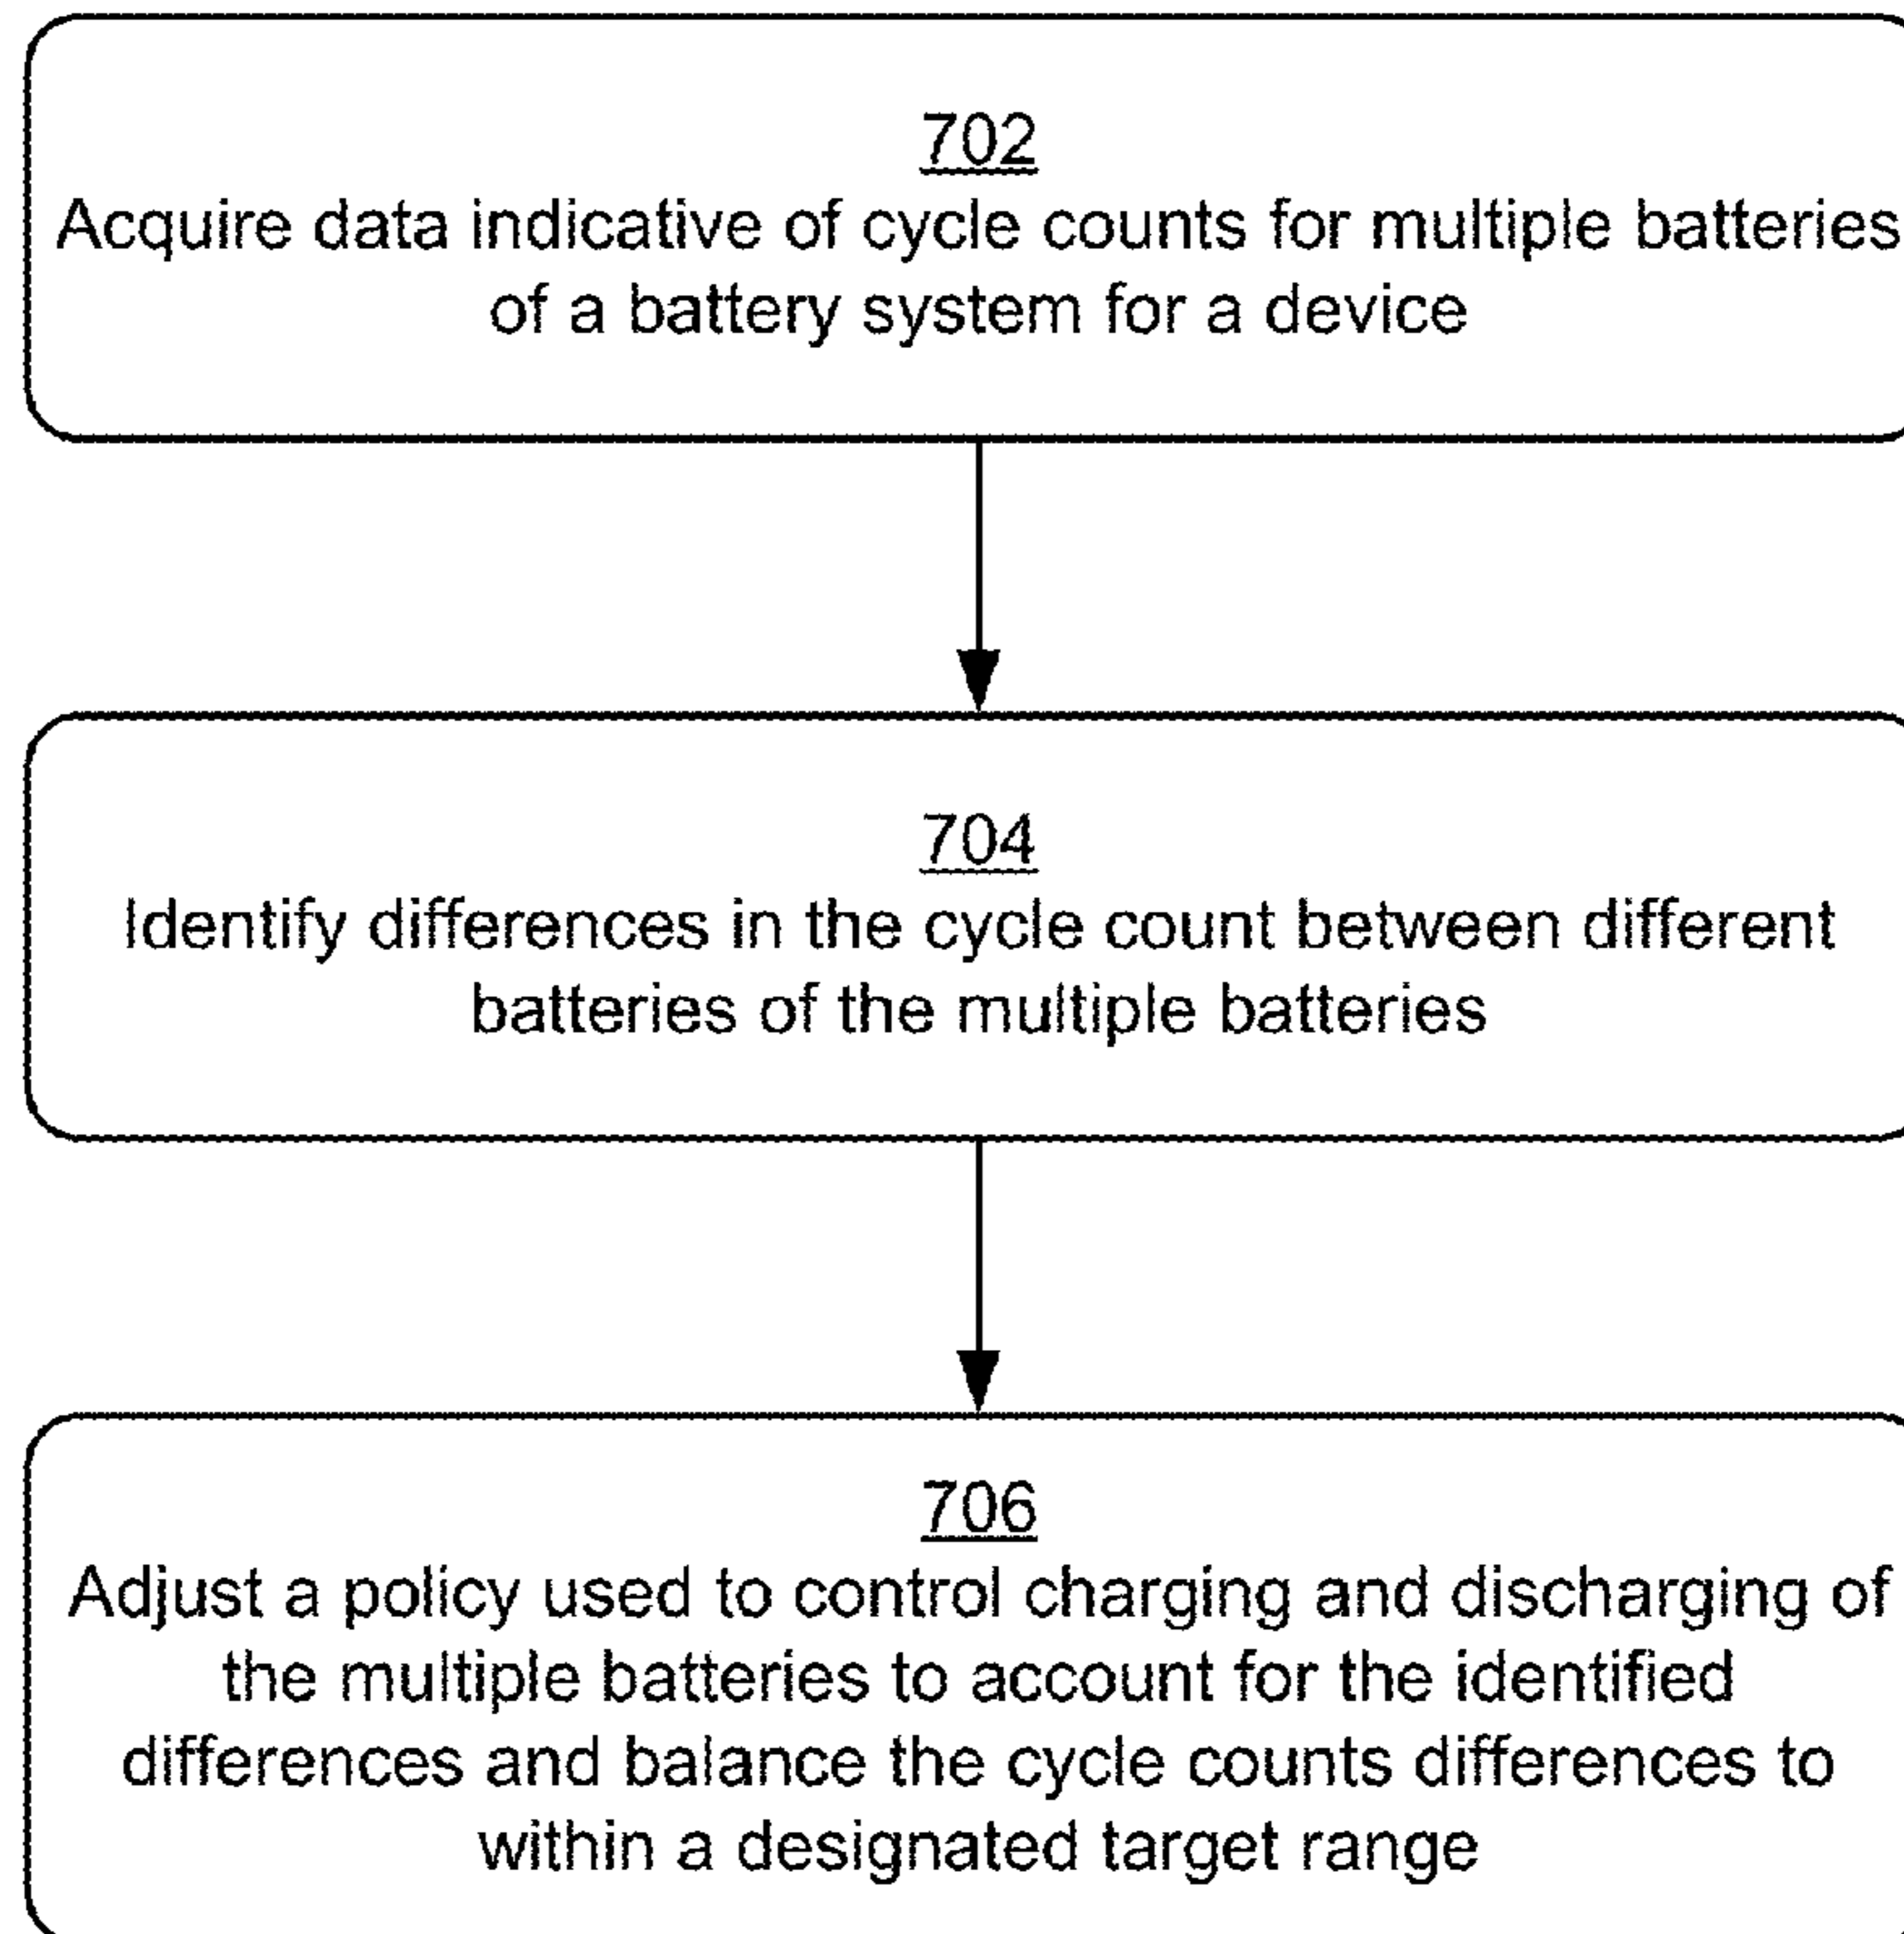 702
Acquire data indicative of cycle counts for multiple batteries
of a battery system for a device
704
Identify differences in the cycle count between different
batteries of the multiple batteries
706
Adjust a policy used to control charging and discharging of
the multiple batteries to account for the identified
differences and balance the cycle counts differences to
within a designated target range